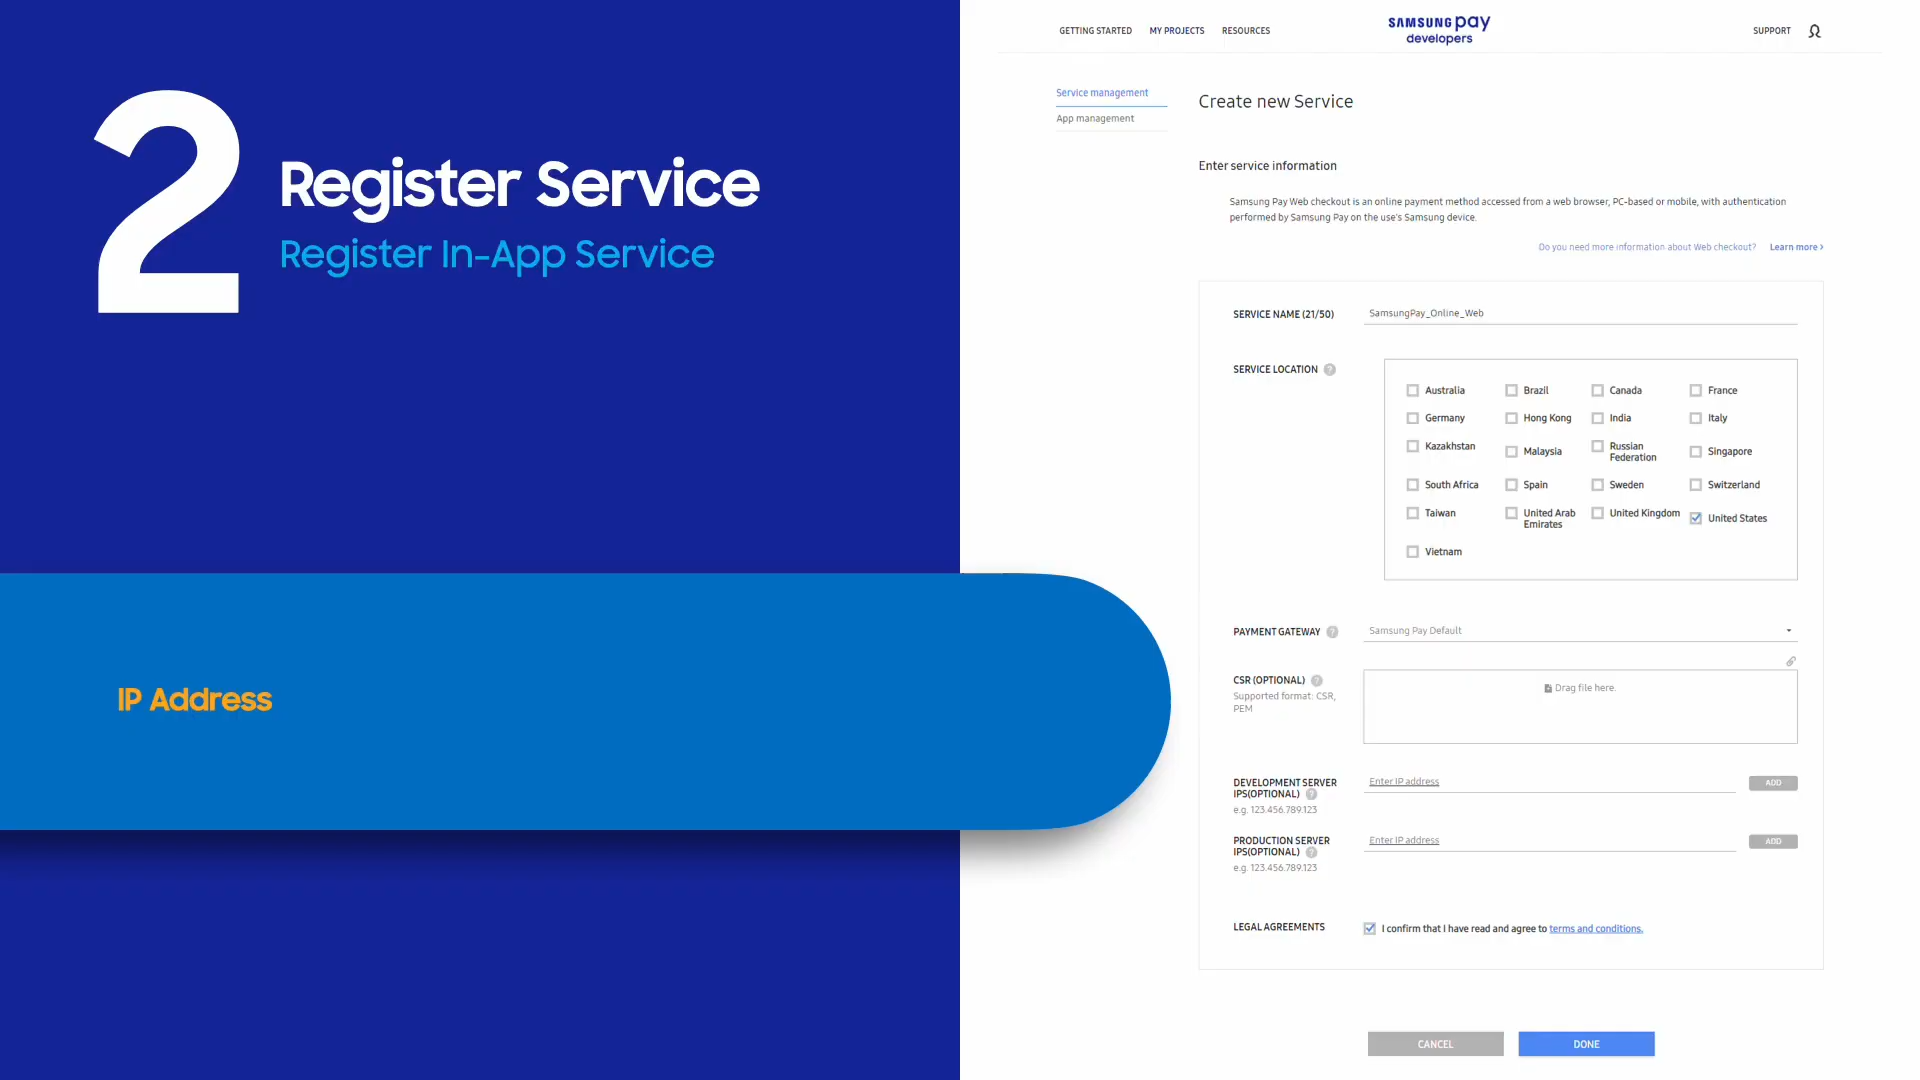 2
Register Service
Register In-App Service
IP Address
GETTING STARTED MY PROJECTS RESOURCES
SAMSUNG pay
developers
SUPPORT
Service management
App management
Create new Service
Enter service information
Samsung Pay Web checkout is an online payment method accessed from a web browser, PC-based or mobile, with authentication
performed by Samsung Pay on the use's Samsung device.
Do you need more information about Web checkout? Learn more >
SERVICE NAME (21/50) SamsungPay_Online_Web
SERVICE LOCATION ?
Australia Brazil Canada France
Germany Hong Kong India Italy
Kazakhstan Malaysia Russian Federation Singapore
South Africa Spain Sweden Switzerland
Taiwan United Arab Emirates United Kingdom United States
Vietnam
PAYMENT GATEWAY ? Samsung Pay Default
CSR (OPTIONAL) ?
Supported format: CSR,
PEM
Drag file here.
DEVELOPMENT SERVER
IPS(OPTIONAL) ?
e.g. 123.456.789.123
Enter IP address ADD
PRODUCTION SERVER
IPS(OPTIONAL) ?
e.g. 123.456.789.123
Enter IP address ADD
LEGAL AGREEMENTS I confirm that I have read and agree to terms and conditions.
CANCEL DONE